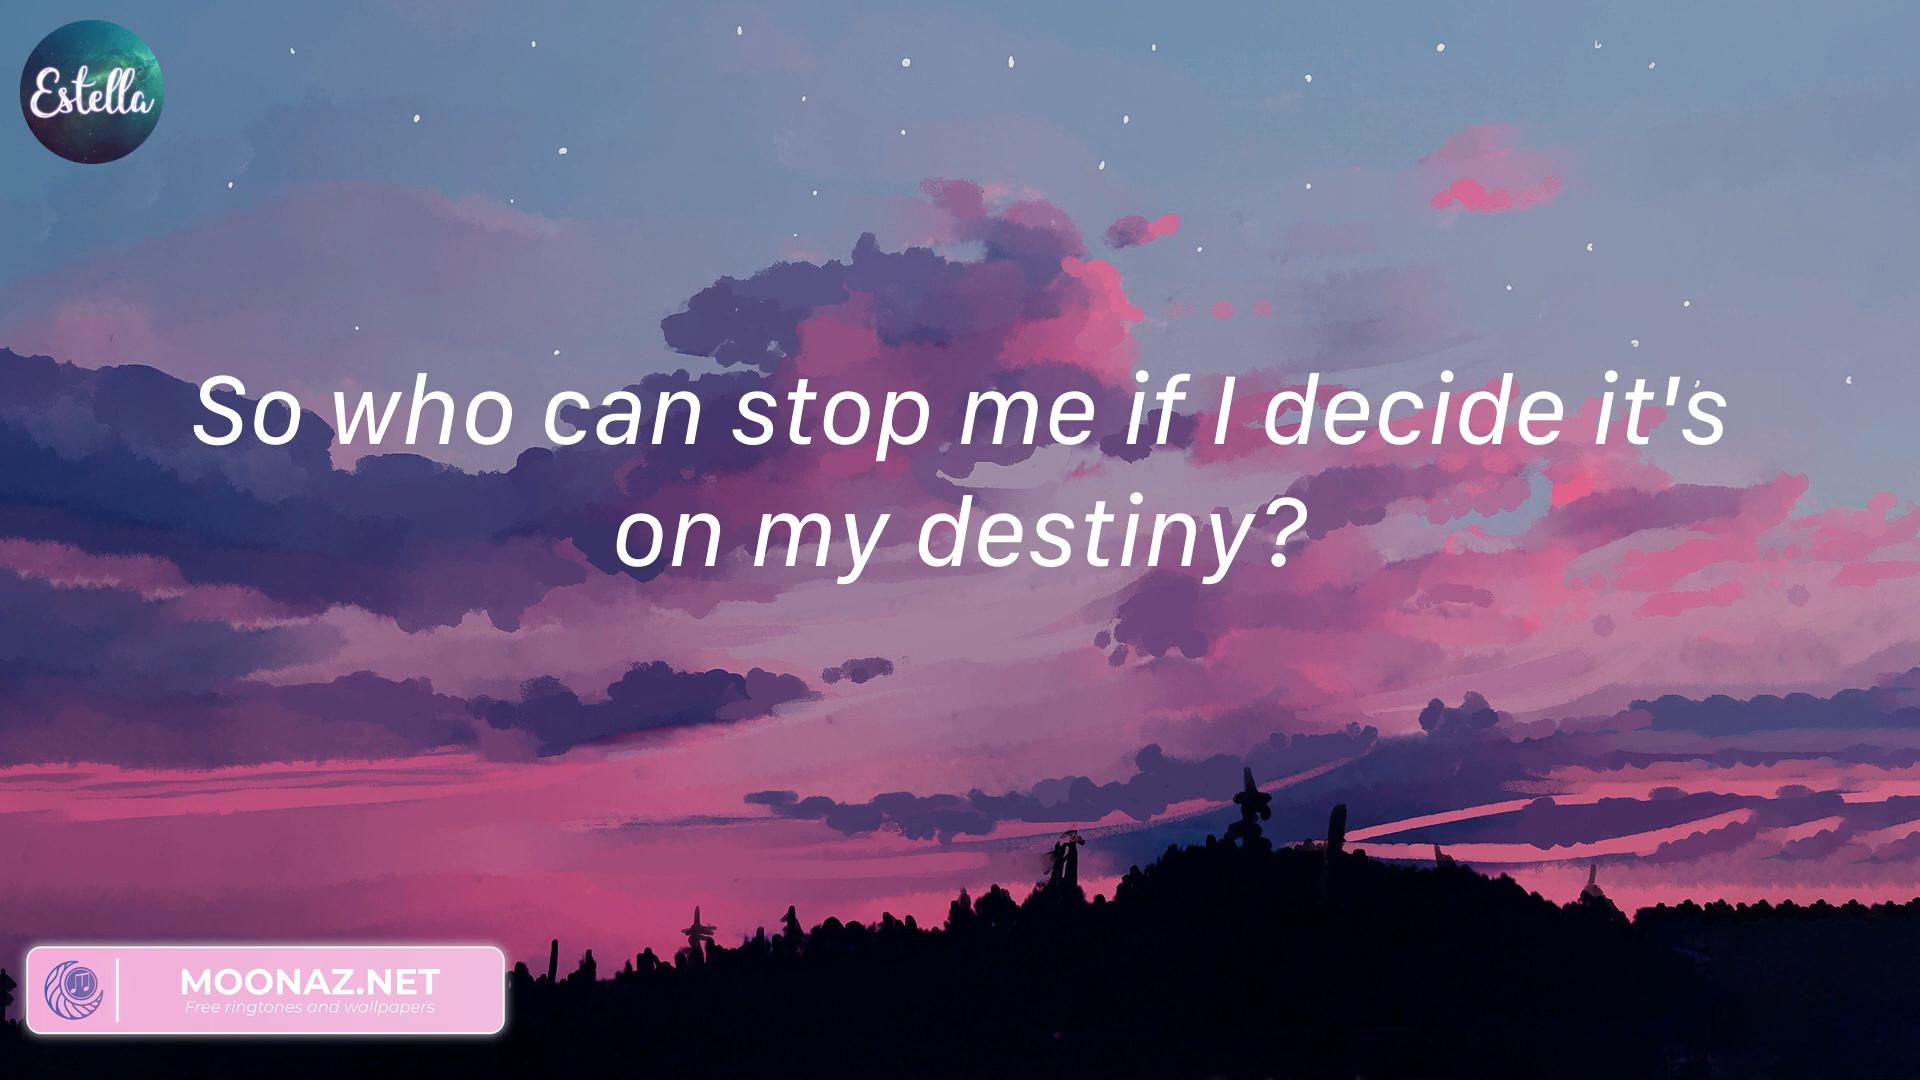 Estella
So who can stop me if I decide it's
on my destiny?
MOONAZ.NET
Free ringtones and wallpapers